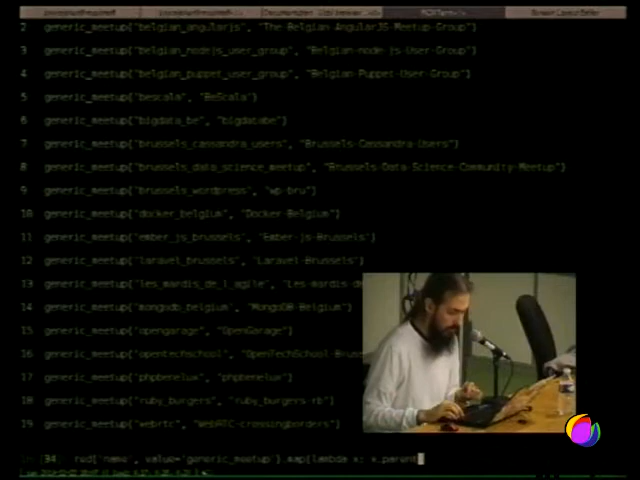 2 generic_meetup("belgian_angularjs", "The Belgian AngularJS Meetup Group")
3 generic_meetup("belgian_nodejs_user_group", "Belgian-node-js-User-Group")
4 generic_meetup("belgian_puppet_user_group", "Belgian-Puppet-User-Group")
5 generic_meetup("bescala", "BeScala")
6 generic_meetup("bigdata_be", "bigdatabe")
7 generic_meetup("brussels_cassandra_users", "Brussels-Cassandra-Users")
8 generic_meetup("brussels_data_science_meetup", "Brussels-Data-Science-Community-Meetup")
9 generic_meetup("brussels_wordpress", "wp-bru")
10 generic_meetup("docker_belgium", "Docker-Belgium")
11 generic_meetup("ember_js_brussels", "Ember-js-Brussels")
12 generic_meetup("laravel_brussels", "Laravel-Brussels")
13 generic_meetup("les_mardis_de_l_agile", "Les-mardis-de
14 generic_meetup("mongodb_belgium", "MongoDB-Belgium")
15 generic_meetup("opengarage", "OpenGarage")
16 generic_meetup("opentechschool", "OpenTechSchool-Brus
17 generic_meetup("phpbenelux", "phpbenelux")
18 generic_meetup("ruby_burgers", "ruby_burgers-rb")
19 generic_meetup("webrtc", "WebRTC-crossingborders")
In [34]: red('name', value='generic_meetup').map(lambda x: x.parent